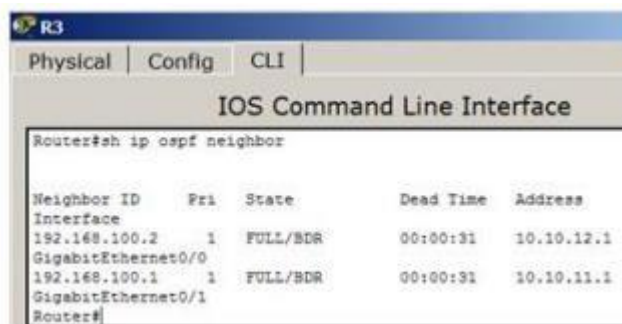 R3
Physical Config CLI
IOS Command Line Interface
Router#sh ip ospf neighbor
Neighbor ID Pri State Dead Time Address
Interface
192.168.100.2 1 FULL/BDR 00:00:31 10.10.12.1
GigabitEthernet0/0
192.168.100.1 1 FULL/BDR 00:00:31 10.10.11.1
GigabitEthernet0/1
Router#